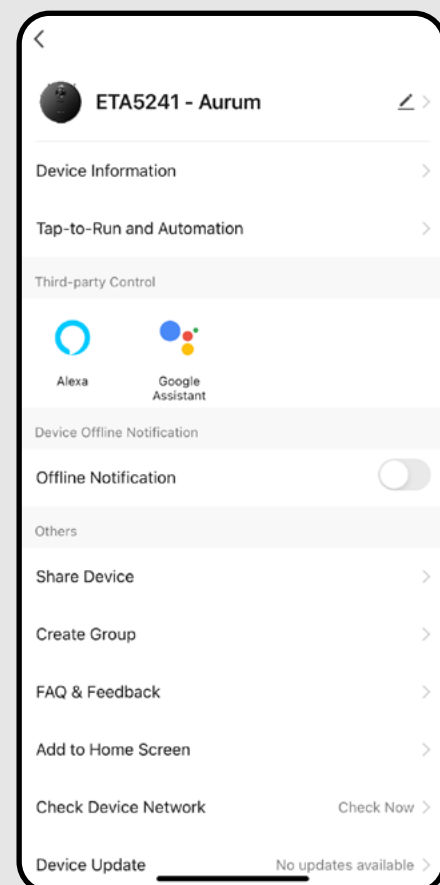 ETA5241 - Aurum
Device Information
Tap-to-Run and Automation
Third-party Control
Alexa
Google
Assistant
Device Offline Notification
Offline Notification
Others
Share Device
Create Group
FAQ & Feedback
Add to Home Screen
Check Device Network Check Now
Device Update No updates available